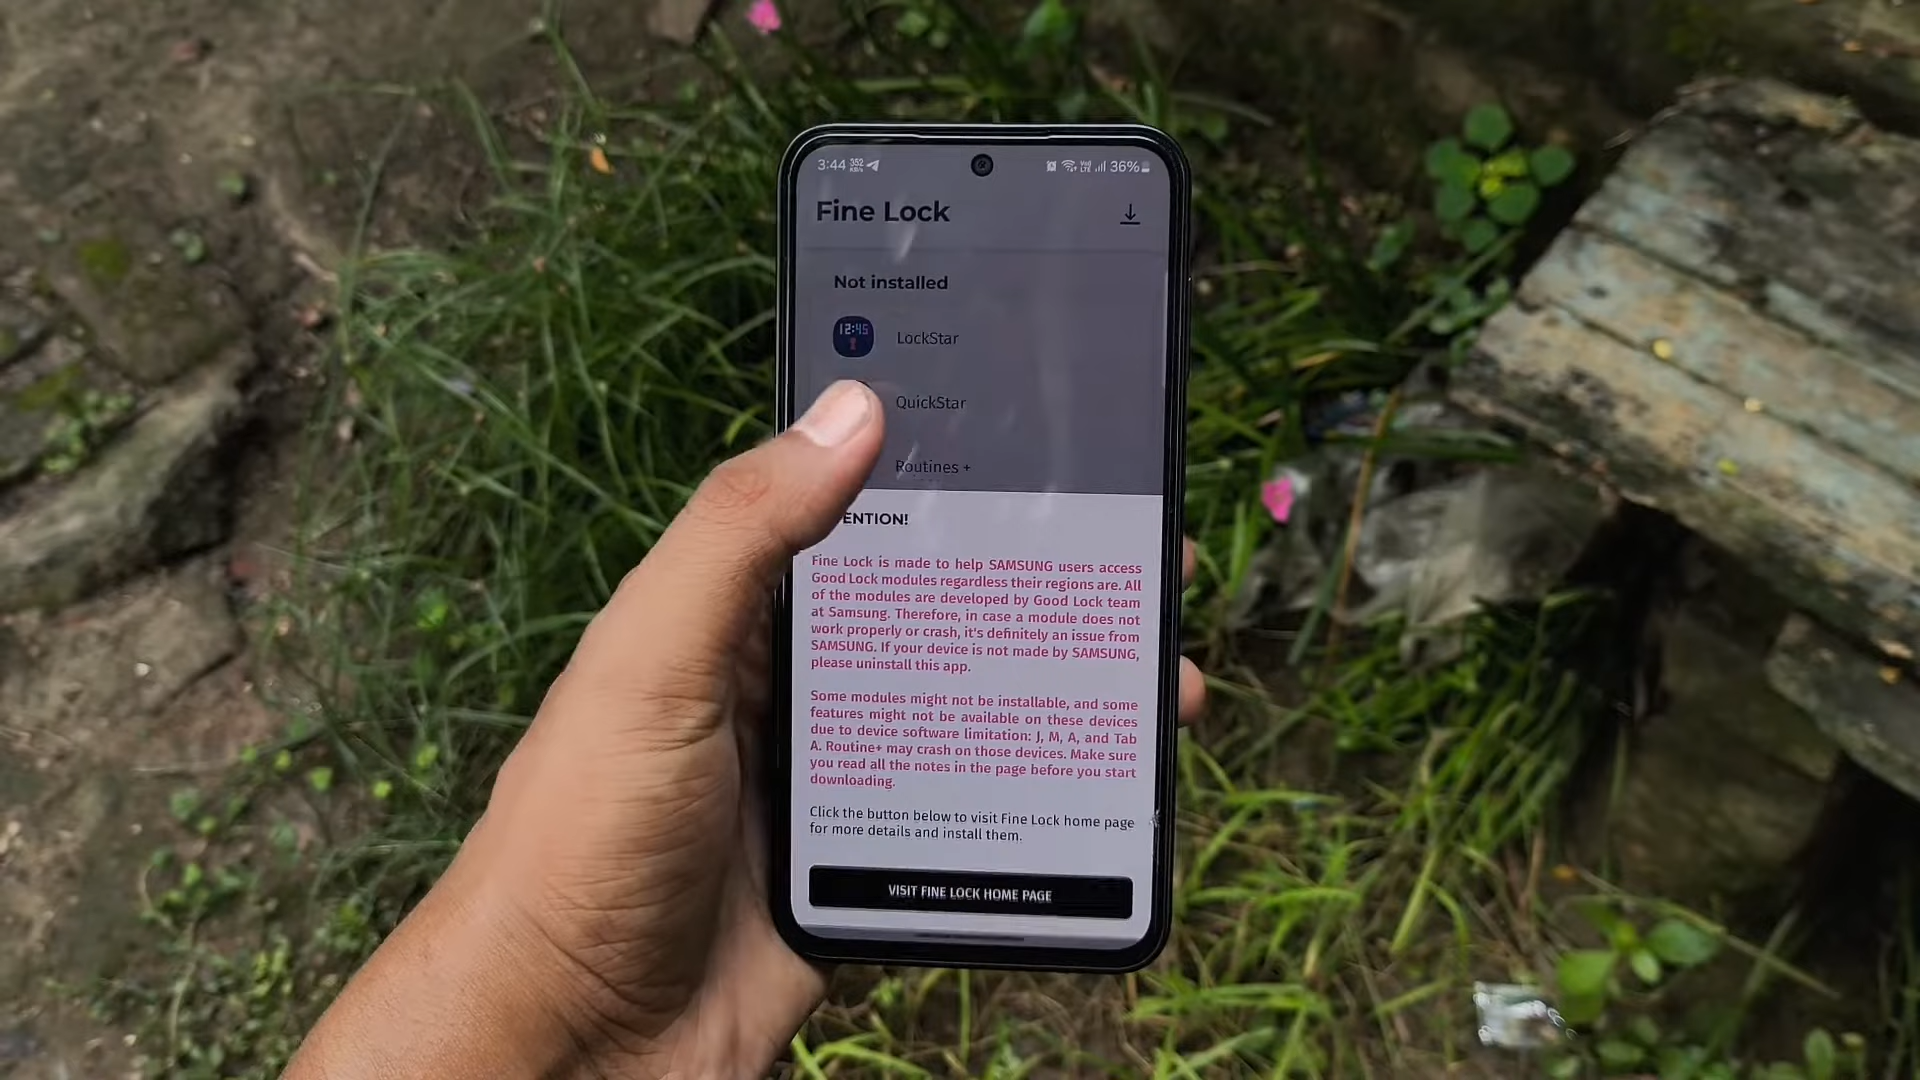 3:44 352 KB/s 36%
Fine Lock
Not installed
12:45
LockStar
QuickStar
Routines +
ENTION!
Fine Lock is made to help SAMSUNG users access
Good Lock modules regardless their regions are. All
of the modules are developed by Good Lock team
at Samsung. Therefore, in case a module does not
work properly or crash, it's definitely an issue from
SAMSUNG. If your device is not made by SAMSUNG,
please uninstall this app.
Some modules might not be installable, and some
features might not be available on these devices
due to device software limitation: J, M, A, and Tab
A. Routine+ may crash on those devices. Make sure
you read all the notes in the page before you start
downloading.
Click the button below to visit Fine Lock home page
for more details and install them.
VISIT FINE LOCK HOME PAGE